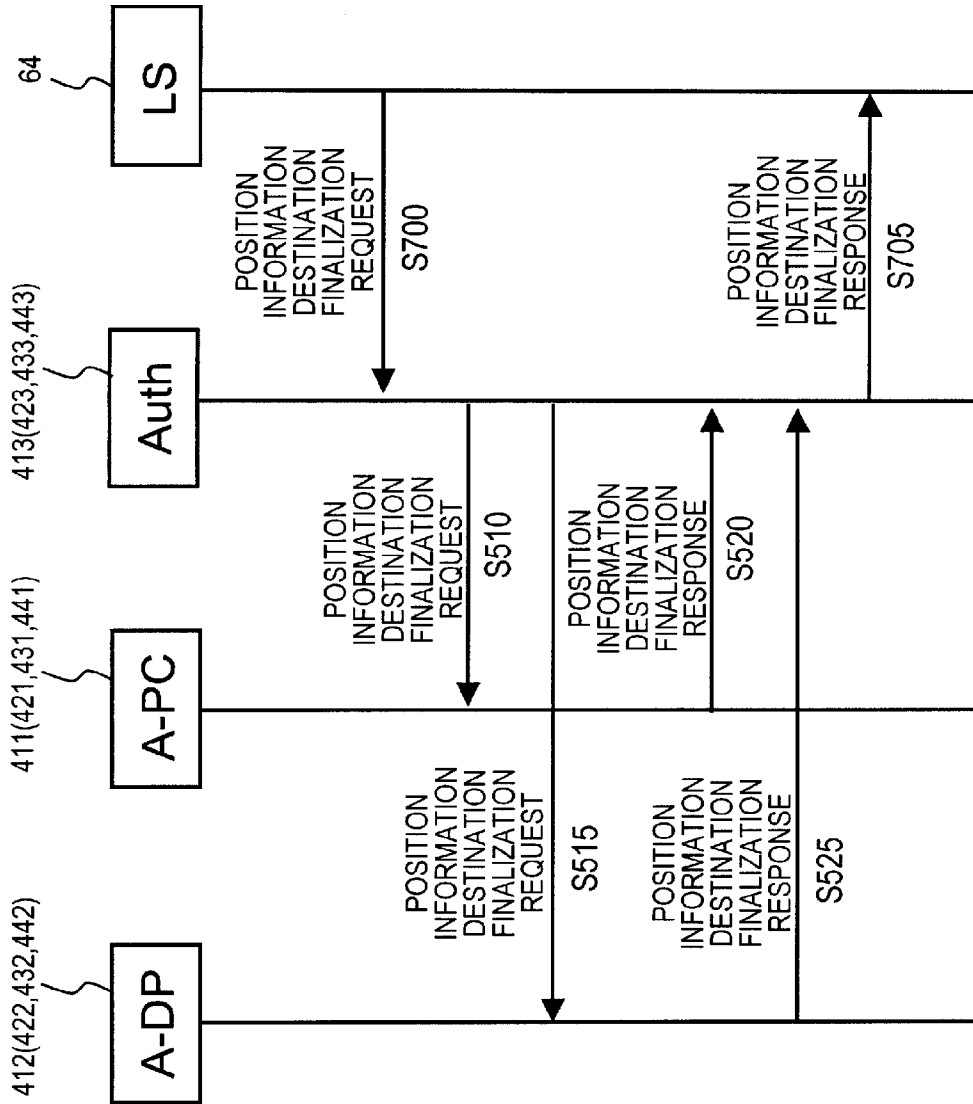 412(422,432,442)
411(421,431,441)
413(423,433,443)
64
A-DP
A-PC
Auth
LS
POSITION
INFORMATION
DESTINATION
FINALIZATION
REQUEST
S700
POSITION
INFORMATION
DESTINATION
FINALIZATION
REQUEST
S510
POSITION
INFORMATION
DESTINATION
FINALIZATION
REQUEST
S515
POSITION
INFORMATION
DESTINATION
FINALIZATION
RESPONSE
S520
POSITION
INFORMATION
DESTINATION
FINALIZATION
RESPONSE
S525
POSITION
INFORMATION
DESTINATION
FINALIZATION
RESPONSE
S705